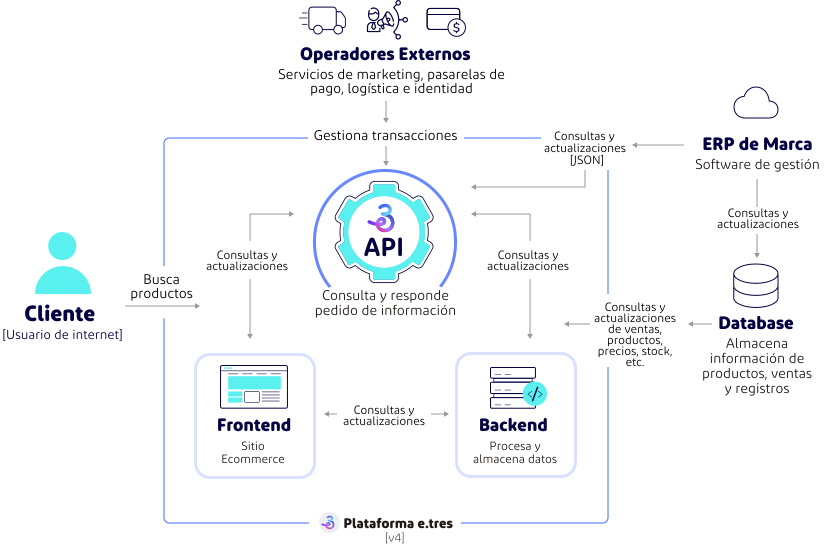 Operadores Externos
Servicios de marketing, pasarelas de
pago, logística e identidad
Gestiona transacciones
Consultas y
actualizaciones
[JSON]
ERP de Marca
Software de gestión
Consultas y
actualizaciones
API
Consulta y responde
pedido de información
Consultas y
actualizaciones
Consultas y
actualizaciones
Cliente
[Usuario de internet]
Busca
productos
Consultas y
actualizaciones
de ventas,
productos,
precios, stock,
etc.
Database
Almacena
información de
productos, ventas
y registros
Frontend
Sitio
Ecommerce
Consultas y
actualizaciones
Backend
Procesa y
almacena datos
Plataforma e.tres
[v4]